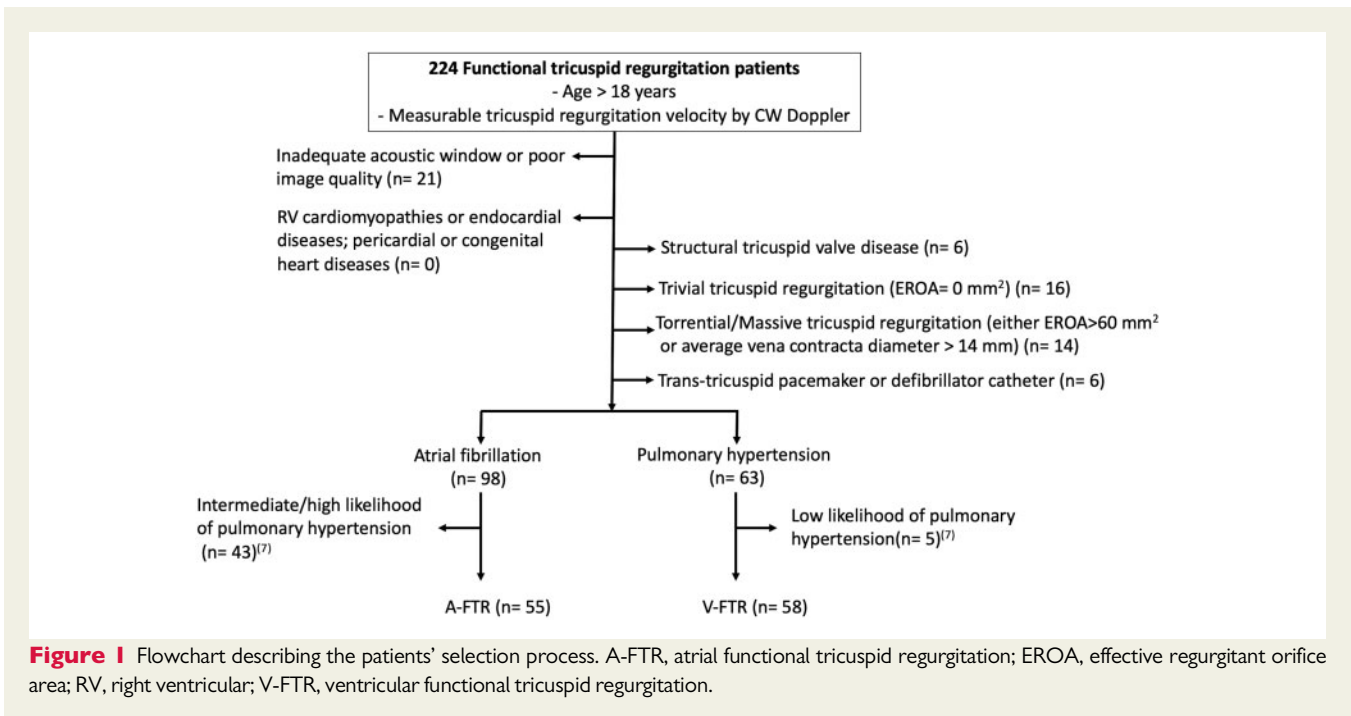 224 Functional tricuspid regurgitation patients
- Age > 18 years
- Measurable tricuspid regurgitation velocity by CW Doppler
Inadequate acoustic window or poor
image quality (n= 21)
RV cardiomyopathies or endocardial
diseases; pericardial or congenital
heart diseases (n= 0)
Structural tricuspid valve disease (n= 6)
Trivial tricuspid regurgitation (EROA= 0 mm²) (n= 16)
Torrential/Massive tricuspid regurgitation (either EROA>60 mm²
or average vena contracta diameter > 14 mm) (n= 14)
Trans-tricuspid pacemaker or defibrillator catheter (n= 6)
Atrial fibrillation
(n= 98)
Pulmonary hypertension
(n= 63)
Intermediate/high likelihood
of pulmonary hypertension
(n= 43)⁽⁷⁾
Low likelihood of pulmonary
hypertension(n= 5)⁽⁷⁾
A-FTR (n= 55)
V-FTR (n= 58)
Figure 1 Flowchart describing the patients’ selection process. A-FTR, atrial functional tricuspid regurgitation; EROA, effective regurgitant orifice
area; RV, right ventricular; V-FTR, ventricular functional tricuspid regurgitation.